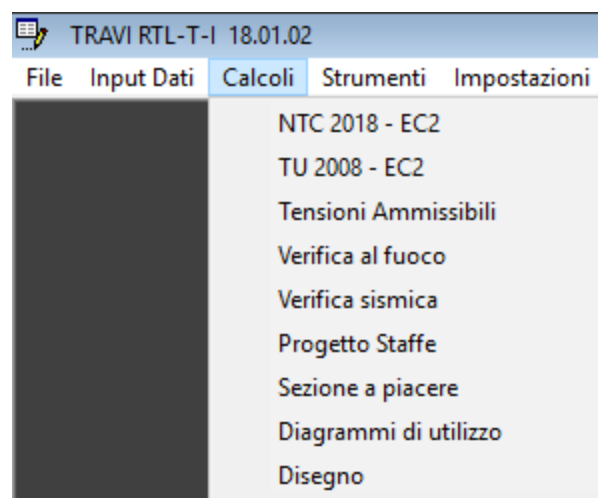 TRAVI RTL-T-I 18.01.02
File Input Dati Calcoli Strumenti Impostazioni
NTC 2018 - EC2
TU 2008 - EC2
Tensioni Ammissibili
Verifica al fuoco
Verifica sismica
Progetto Staffe
Sezione a piacere
Diagrammi di utilizzo
Disegno